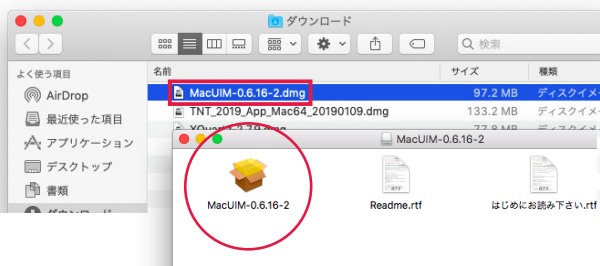 ダウンロード
検索
よく使う項目
名前
サイズ
種類
AirDrop
MacUIM-0.6.16-2.dmg
97.2 MB
ディスクイメ
最近使った項目
TNT_2019_App_Mac64_20190109.dmg
133.2 MB
ディスクイメ
アプリケーション
デスクトップ
書類
MacUIM-0.6.16-2
MacUIM-0.6.16-2
RTF
Readme.rtf
RTF
はじめにお読み下さい.rtf